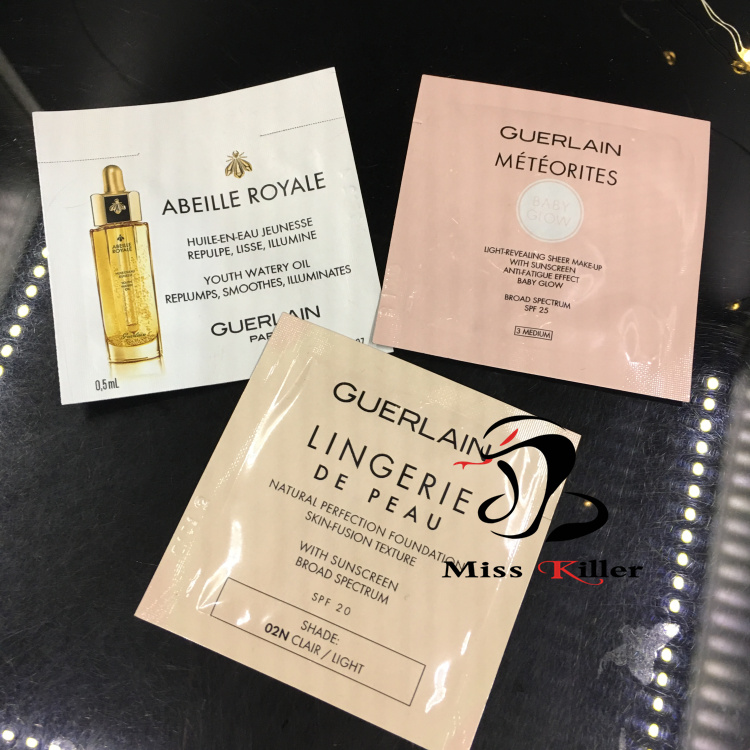 ABEILLE ROYALE
HUILE-EN-EAU JEUNESSE
REPULPE, LISSE, ILLUMINE
YOUTH WATERY OIL
REPLUMPS, SMOOTHES, ILLUMINATES
GUERLAIN
0,5mL
ABEILLE
ROYALE
GUERLAIN
MÉTÉORITES
BABY
GLOW
LIGHT-REVEALING SHEER MAKE-UP
WITH SUNSCREEN
ANTI-FATIGUE EFFECT
BABY GLOW
BROAD SPECTRUM
SPF 25
3 MEDIUM
GUERLAIN
LINGERIE
DE PEAU
NATURAL PERFECTION FOUNDATION
SKIN-FUSION TEXTURE
WITH SUNSCREEN
BROAD SPECTRUM
SPF 20
SHADE:
02N CLAIR / LIGHT
Miss Killer